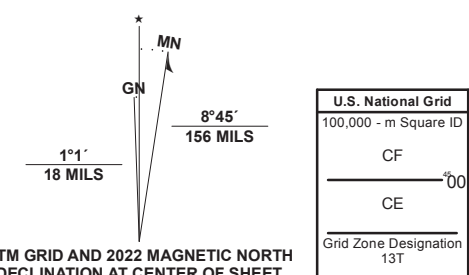 ★
MN
GN
8°45´
156 MILS
1°1´
18 MILS
TM GRID AND 2022 MAGNETIC NORTH
DECLINATION AT CENTER OF SHEET
U.S. National Grid
100,000 - m Square ID
CF
45 00
CE
Grid Zone Designation
13T